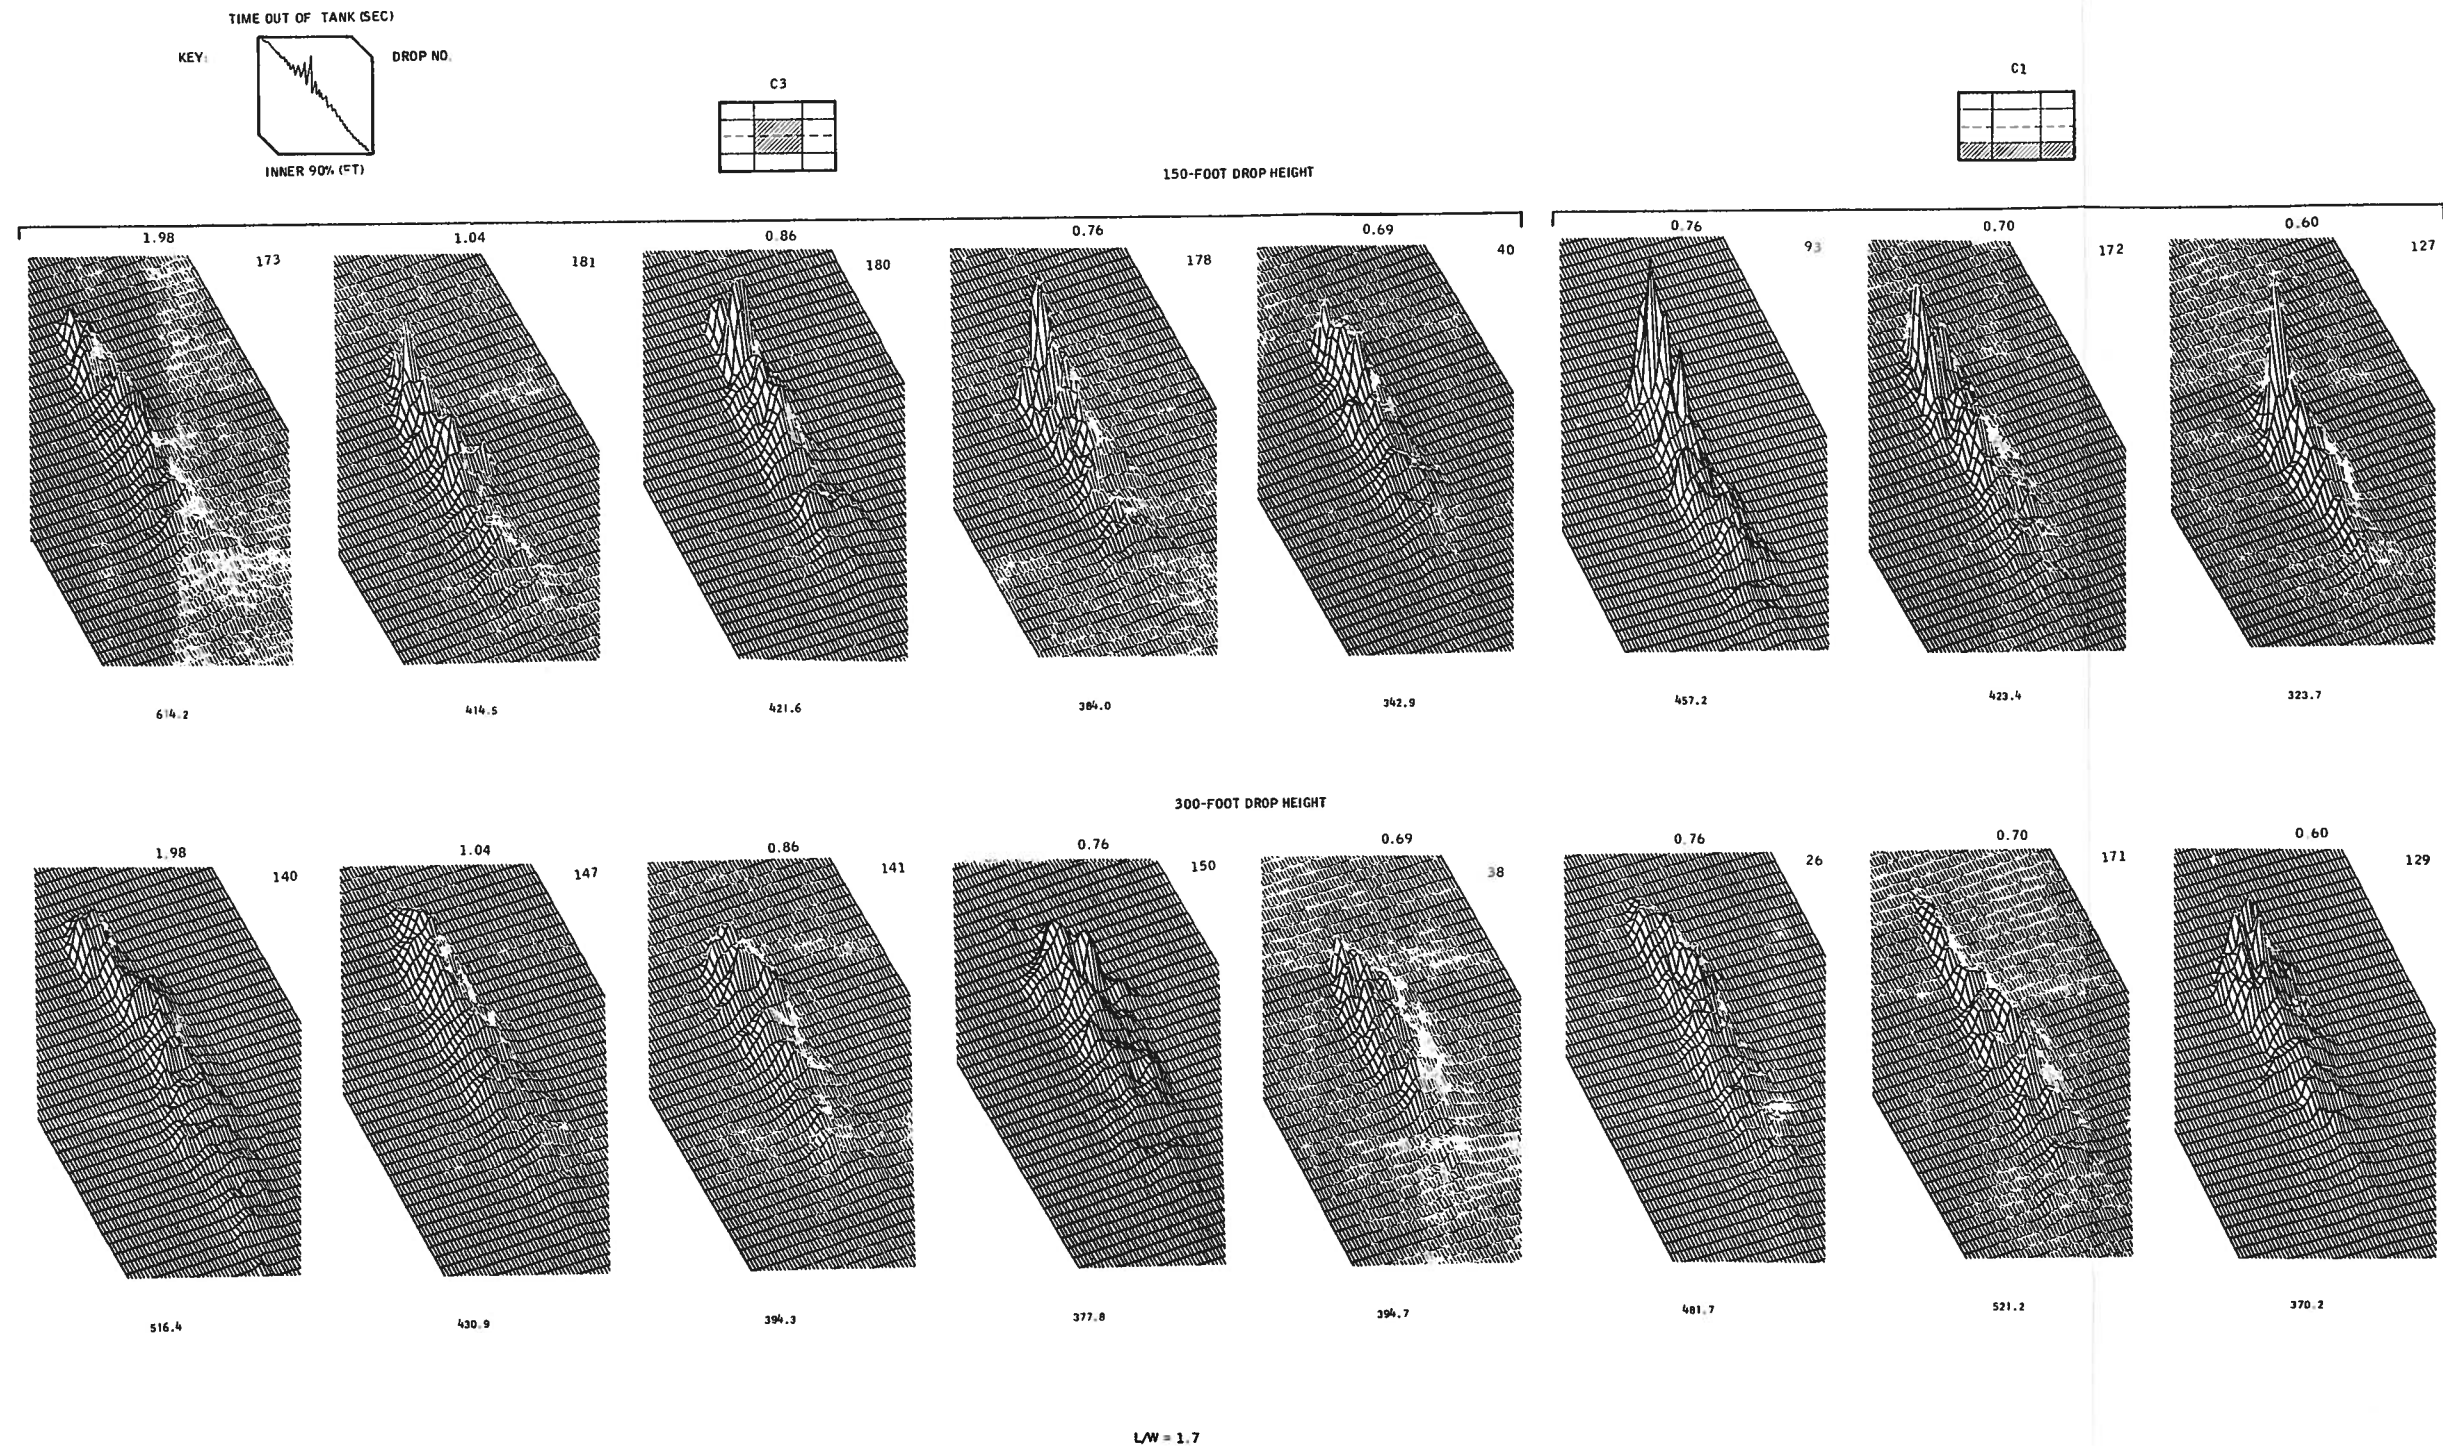 TIME OUT OF TANK (SEC)
KEY:
DROP NO.
INNER 90% (FT)
C3
C1
150-FOOT DROP HEIGHT
1.98 1.04 0.86 0.76 0.69 0.76 0.70 0.60
173 181 180 178 40 93 172 127
614.2 414.5 421.6 384.0 342.9 457.2 423.4 323.7
300-FOOT DROP HEIGHT
1.98 1.04 0.86 0.76 0.69 0.76 0.70 0.60
140 147 141 150 38 26 171 129
516.4 430.9 394.3 377.8 394.7 481.7 521.2 370.2
L/W = 1.7